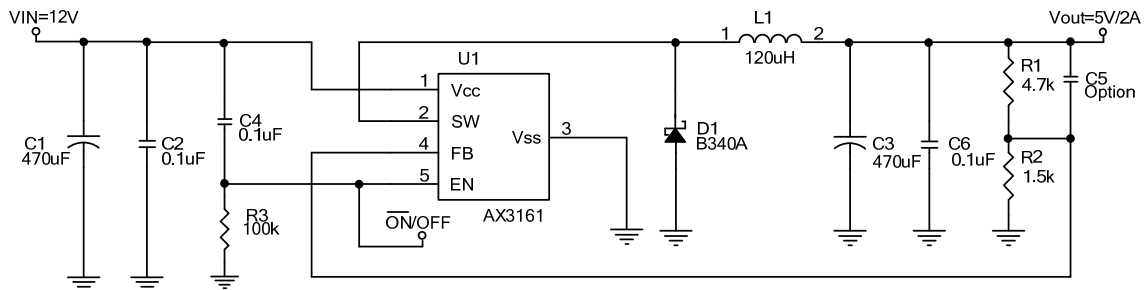 VIN=12V
L1
Vout=5V/2A
1
2
120uH
U1
R1
4.7k
C5
Option
1
Vcc
2
SW
Vss
3
4
FB
5
EN
AX3161
C1
470uF
C2
0.1uF
C4
0.1uF
D1
B340A
C3
470uF
C6
0.1uF
R2
1.5k
R3
100k
ON/OFF